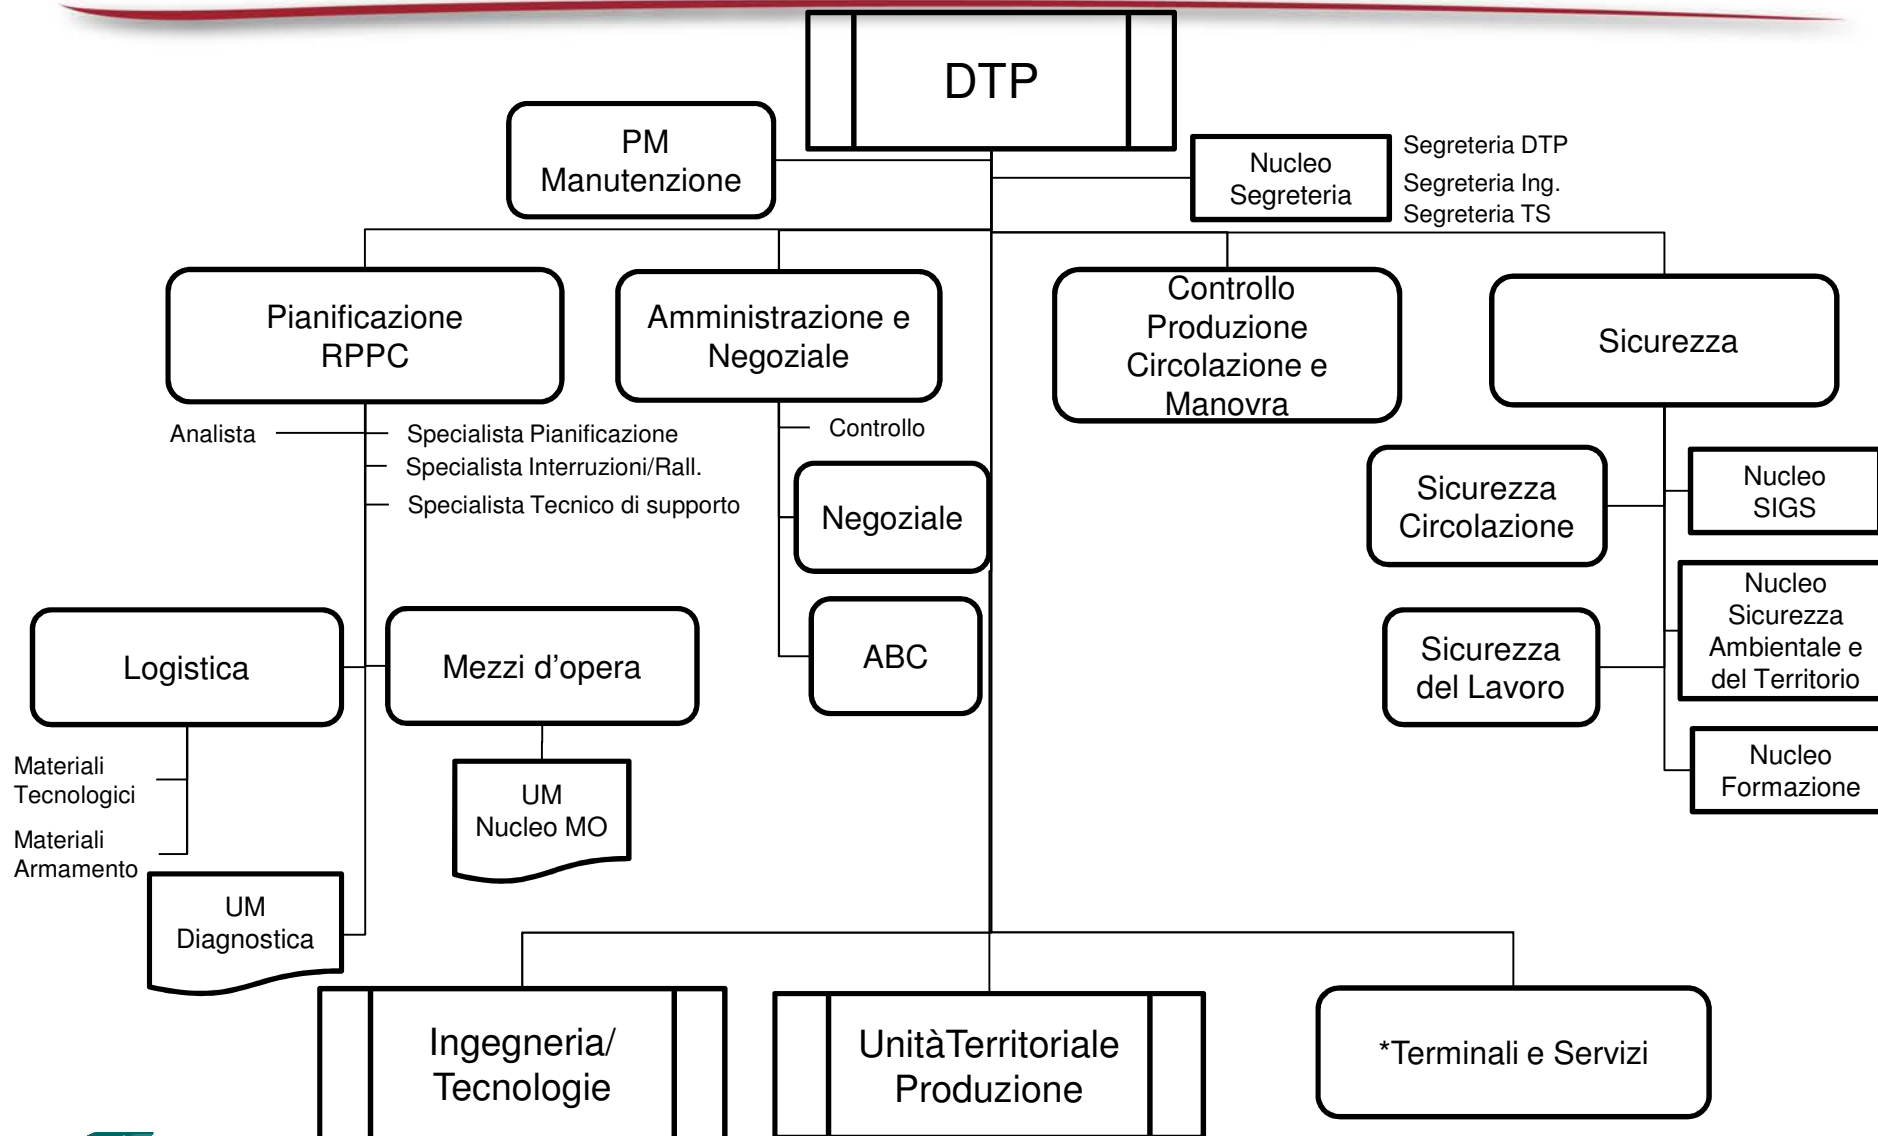 DTP
PM
Manutenzione
Nucleo
Segreteria
Segreteria DTP
Segreteria Ing.
Segreteria TS
Pianificazione
RPPC
Amministrazione e
Negoziale
Controllo
Produzione
Circolazione e
Manovra
Sicurezza
Analista
Specialista Pianificazione
Specialista Interruzioni/Rall.
Specialista Tecnico di supporto
Controllo
Negoziale
ABC
Sicurezza
Circolazione
Nucleo
SIGS
Nucleo
Sicurezza
Ambientale e
del Territorio
Sicurezza
del Lavoro
Nucleo
Formazione
Logistica
Mezzi d’opera
Materiali
Tecnologici
Materiali
Armamento
UM
Nucleo MO
UM
Diagnostica
Ingegneria/
Tecnologie
UnitàTerritoriale
Produzione
*Terminali e Servizi